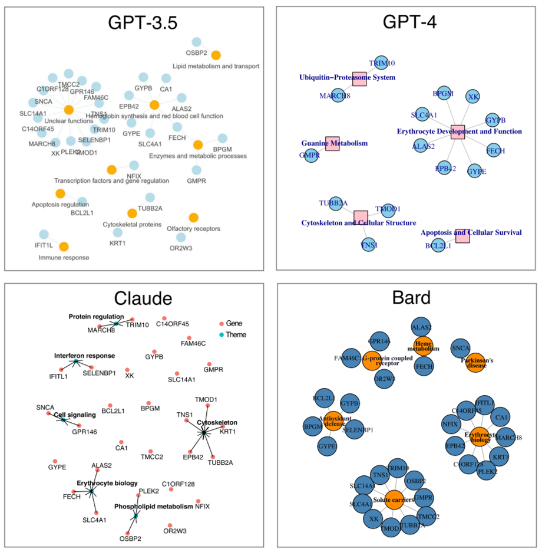 GPT-3.5
GPT-4
OSBP2
Lipid metabolism and transport
TMCC2
C1ORF128
GPR146
FAM46C
SNCA
TNS1
SLC14A1
Unclear functions
C14ORF45
TRIM10
MARCH8
XK
PLEK2
TMOD1
GYPB
CA1
EPB42
ALAS2
Hemoglobin synthesis and red blood cell function
GYPE
SLC4A1
FECH
BPGM
Enzymes and metabolic processes
NFIX
Transcription factors and gene regulation
GMPR
Apoptosis regulation
BCL2L1
TUBB2A
Cytoskeletal proteins
Olfactory receptors
IFIT1L
KRT1
OR2W3
Immune response
TRIM10
Ubiquitin-Proteasome System
MARCH8
BPGM
XK
SLC4A1
GYPB
Erythrocyte Development and Function
ALAS2
FECH
EPB42
GYPE
Guanine Metabolism
GMPR
TUBB2A
TMOD1
Cytoskeleton and Cellular Structure
TNS1
Apoptosis and Cellular Survival
BCL2L1
Claude
Bard
Protein regulation
MARCH8
TRIM10
C14ORF45
Gene
Theme
FAM46C
Interferon response
GYPB
IFITL1
SELENBP1
XK
SLC14A1
GMPR
SNCA
Cell signaling
GPR146
BCL2L1
BPGM
TMOD1
TNS1
Cytoskeleton
KRT1
EPB42
TUBB2A
CA1
TMCC2
GYPE
ALAS2
Erythrocyte biology
FECH
SLC4A1
C1ORF128
PLEK2
Phospholipid metabolism
NFIX
OSBP2
OR2W3
ALAS2
GPR146
Heme
metabolism
SNCA
FAM46C
G-protein coupled
receptor
Parkinson's
disease
OR2W3
FECH
BCL2L1
GYPB
Antioxidant
defense
BPGM
SELENBP1
GYPE
IFITL1
C14ORF45
NFIX
CA1
Erythrocyte
biology
MARCH8
EPB42
KRT1
C1ORF128
PLEK2
TRIM10
TNS1
OSBP2
SLC14A1
GMPR
Solute carriers
SLC4A1
TMCC2
XK
TUBB2A
TMOD1